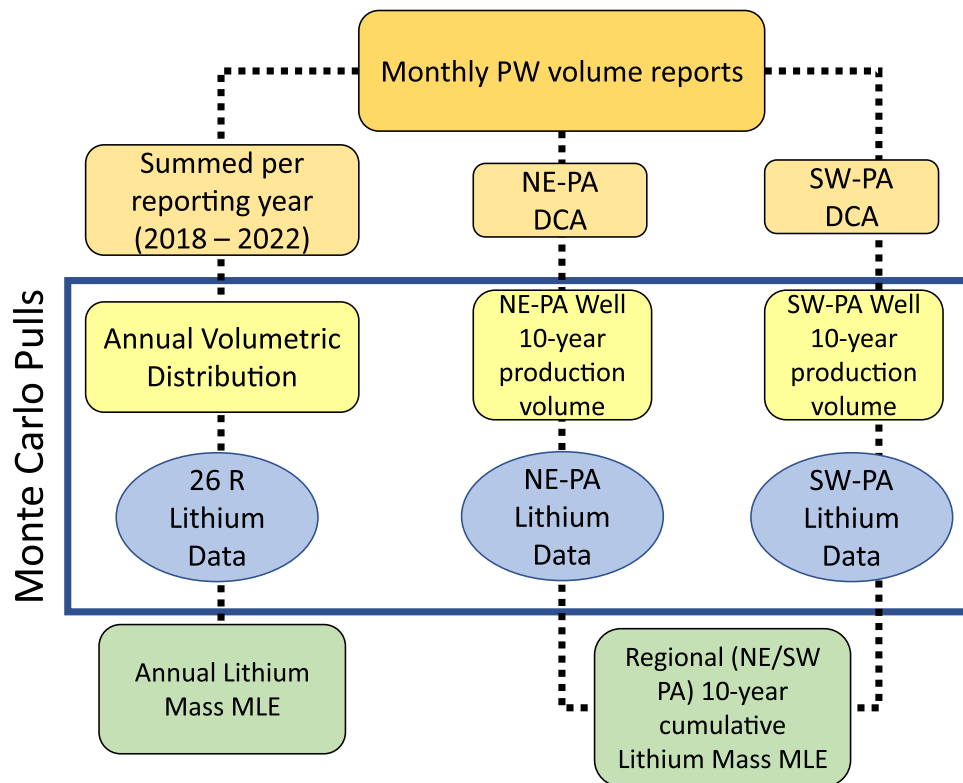 Monthly PW volume reports
Summed per
reporting year
(2018 – 2022)
NE-PA
DCA
SW-PA
DCA
Monte Carlo Pulls
Annual Volumetric
Distribution
NE-PA Well
10-year
production
volume
SW-PA Well
10-year
production
volume
26 R
Lithium
Data
NE-PA
Lithium
Data
SW-PA
Lithium
Data
Annual Lithium
Mass MLE
Regional (NE/SW
PA) 10-year
cumulative
Lithium Mass MLE